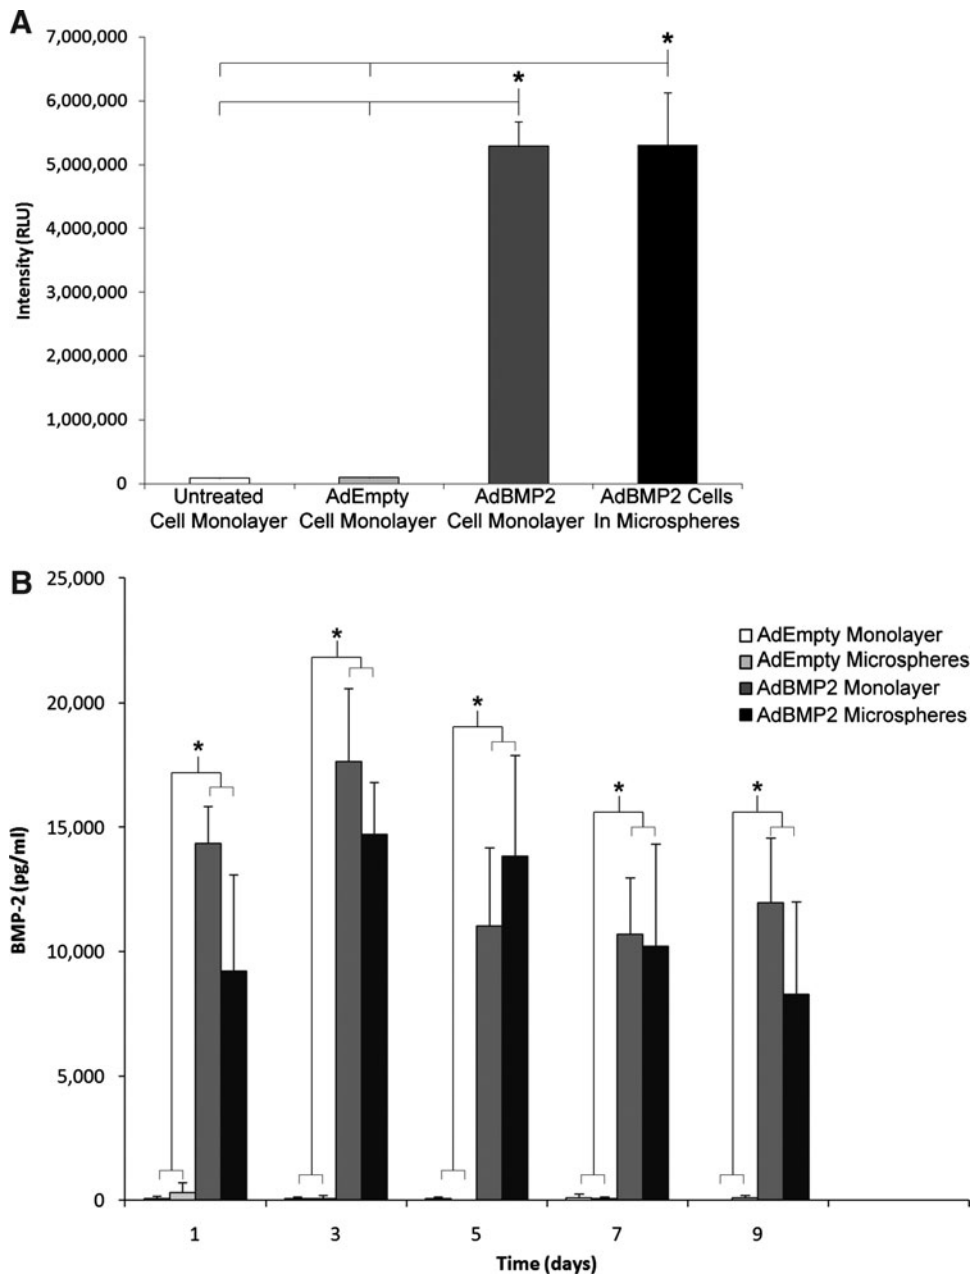 A
7,000,000
6,000,000
5,000,000
4,000,000
3,000,000
2,000,000
1,000,000
0
Intensity (RLU)
*
*
Untreated
Cell Monolayer
AdEmpty
Cell Monolayer
AdBMP2
Cell Monolayer
AdBMP2 Cells
In Microspheres
B
25,000
20,000
15,000
10,000
5,000
0
BMP-2 (pg/ml)
*
*
*
*
*
AdEmpty Monolayer
AdEmpty Microspheres
AdBMP2 Monolayer
AdBMP2 Microspheres
1
3
5
7
9
Time (days)